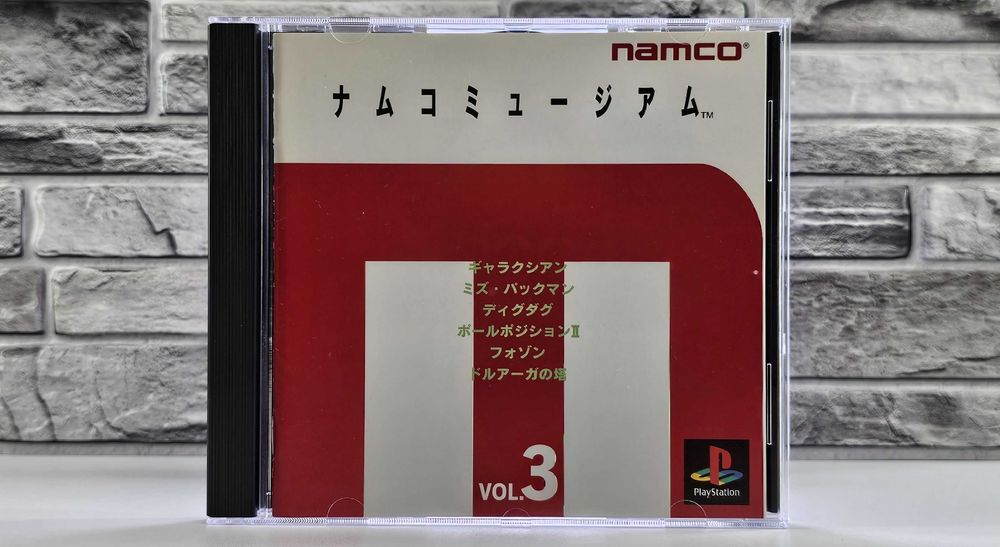 namco®
ナムコミュージアム™
ギャラクシアン
ミズ・パックマン
ディグダグ
ポールポジションⅡ
フォゾン
ドルアーガの塔
VOL.3
PlayStation